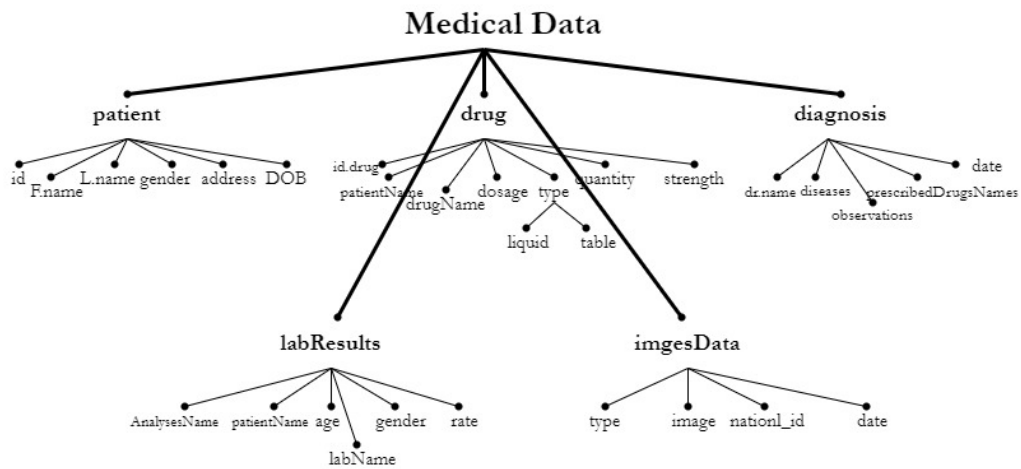 Medical Data
patient
drug
diagnosis
id
F.name
L.name
gender
address
DOB
id.drug
patientName
drugName
dosage
type
quantity
strength
liquid
table
dr.name
diseases
observations
prescribedDrugsNames
date
labResults
imgesData
AnalysesName
patientName
age
labName
gender
rate
type
image
nationl_id
date